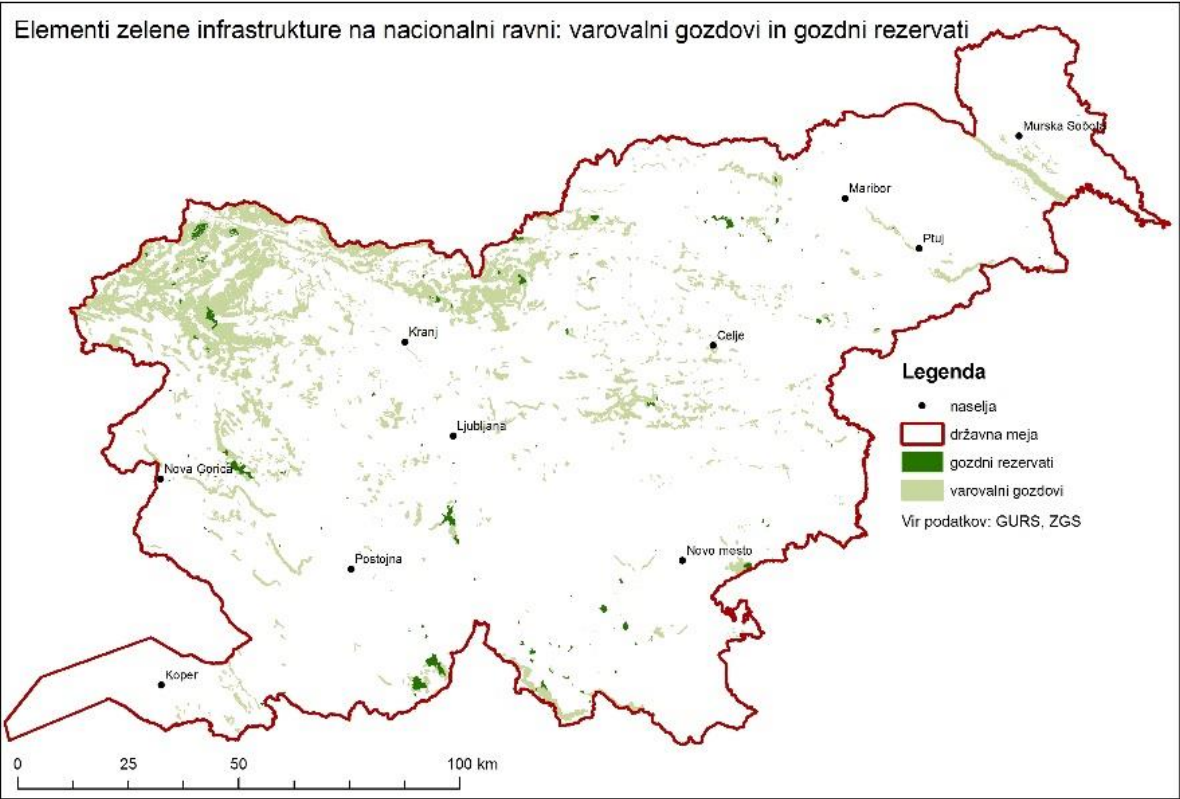 Elementi zelene infrastrukture na nacionalni ravni: varovalni gozdovi in gozdni rezervati
Murska Sobota
Maribor
Ptuj
Kranj
Celje
Ljubljana
Nova Gorica
Postojna
Novo mesto
Koper
Legenda
naselja
državna meja
gozdni rezervati
varovalni gozdovi
Vir podatkov: GURS, ZGS
0 25 50 100 km